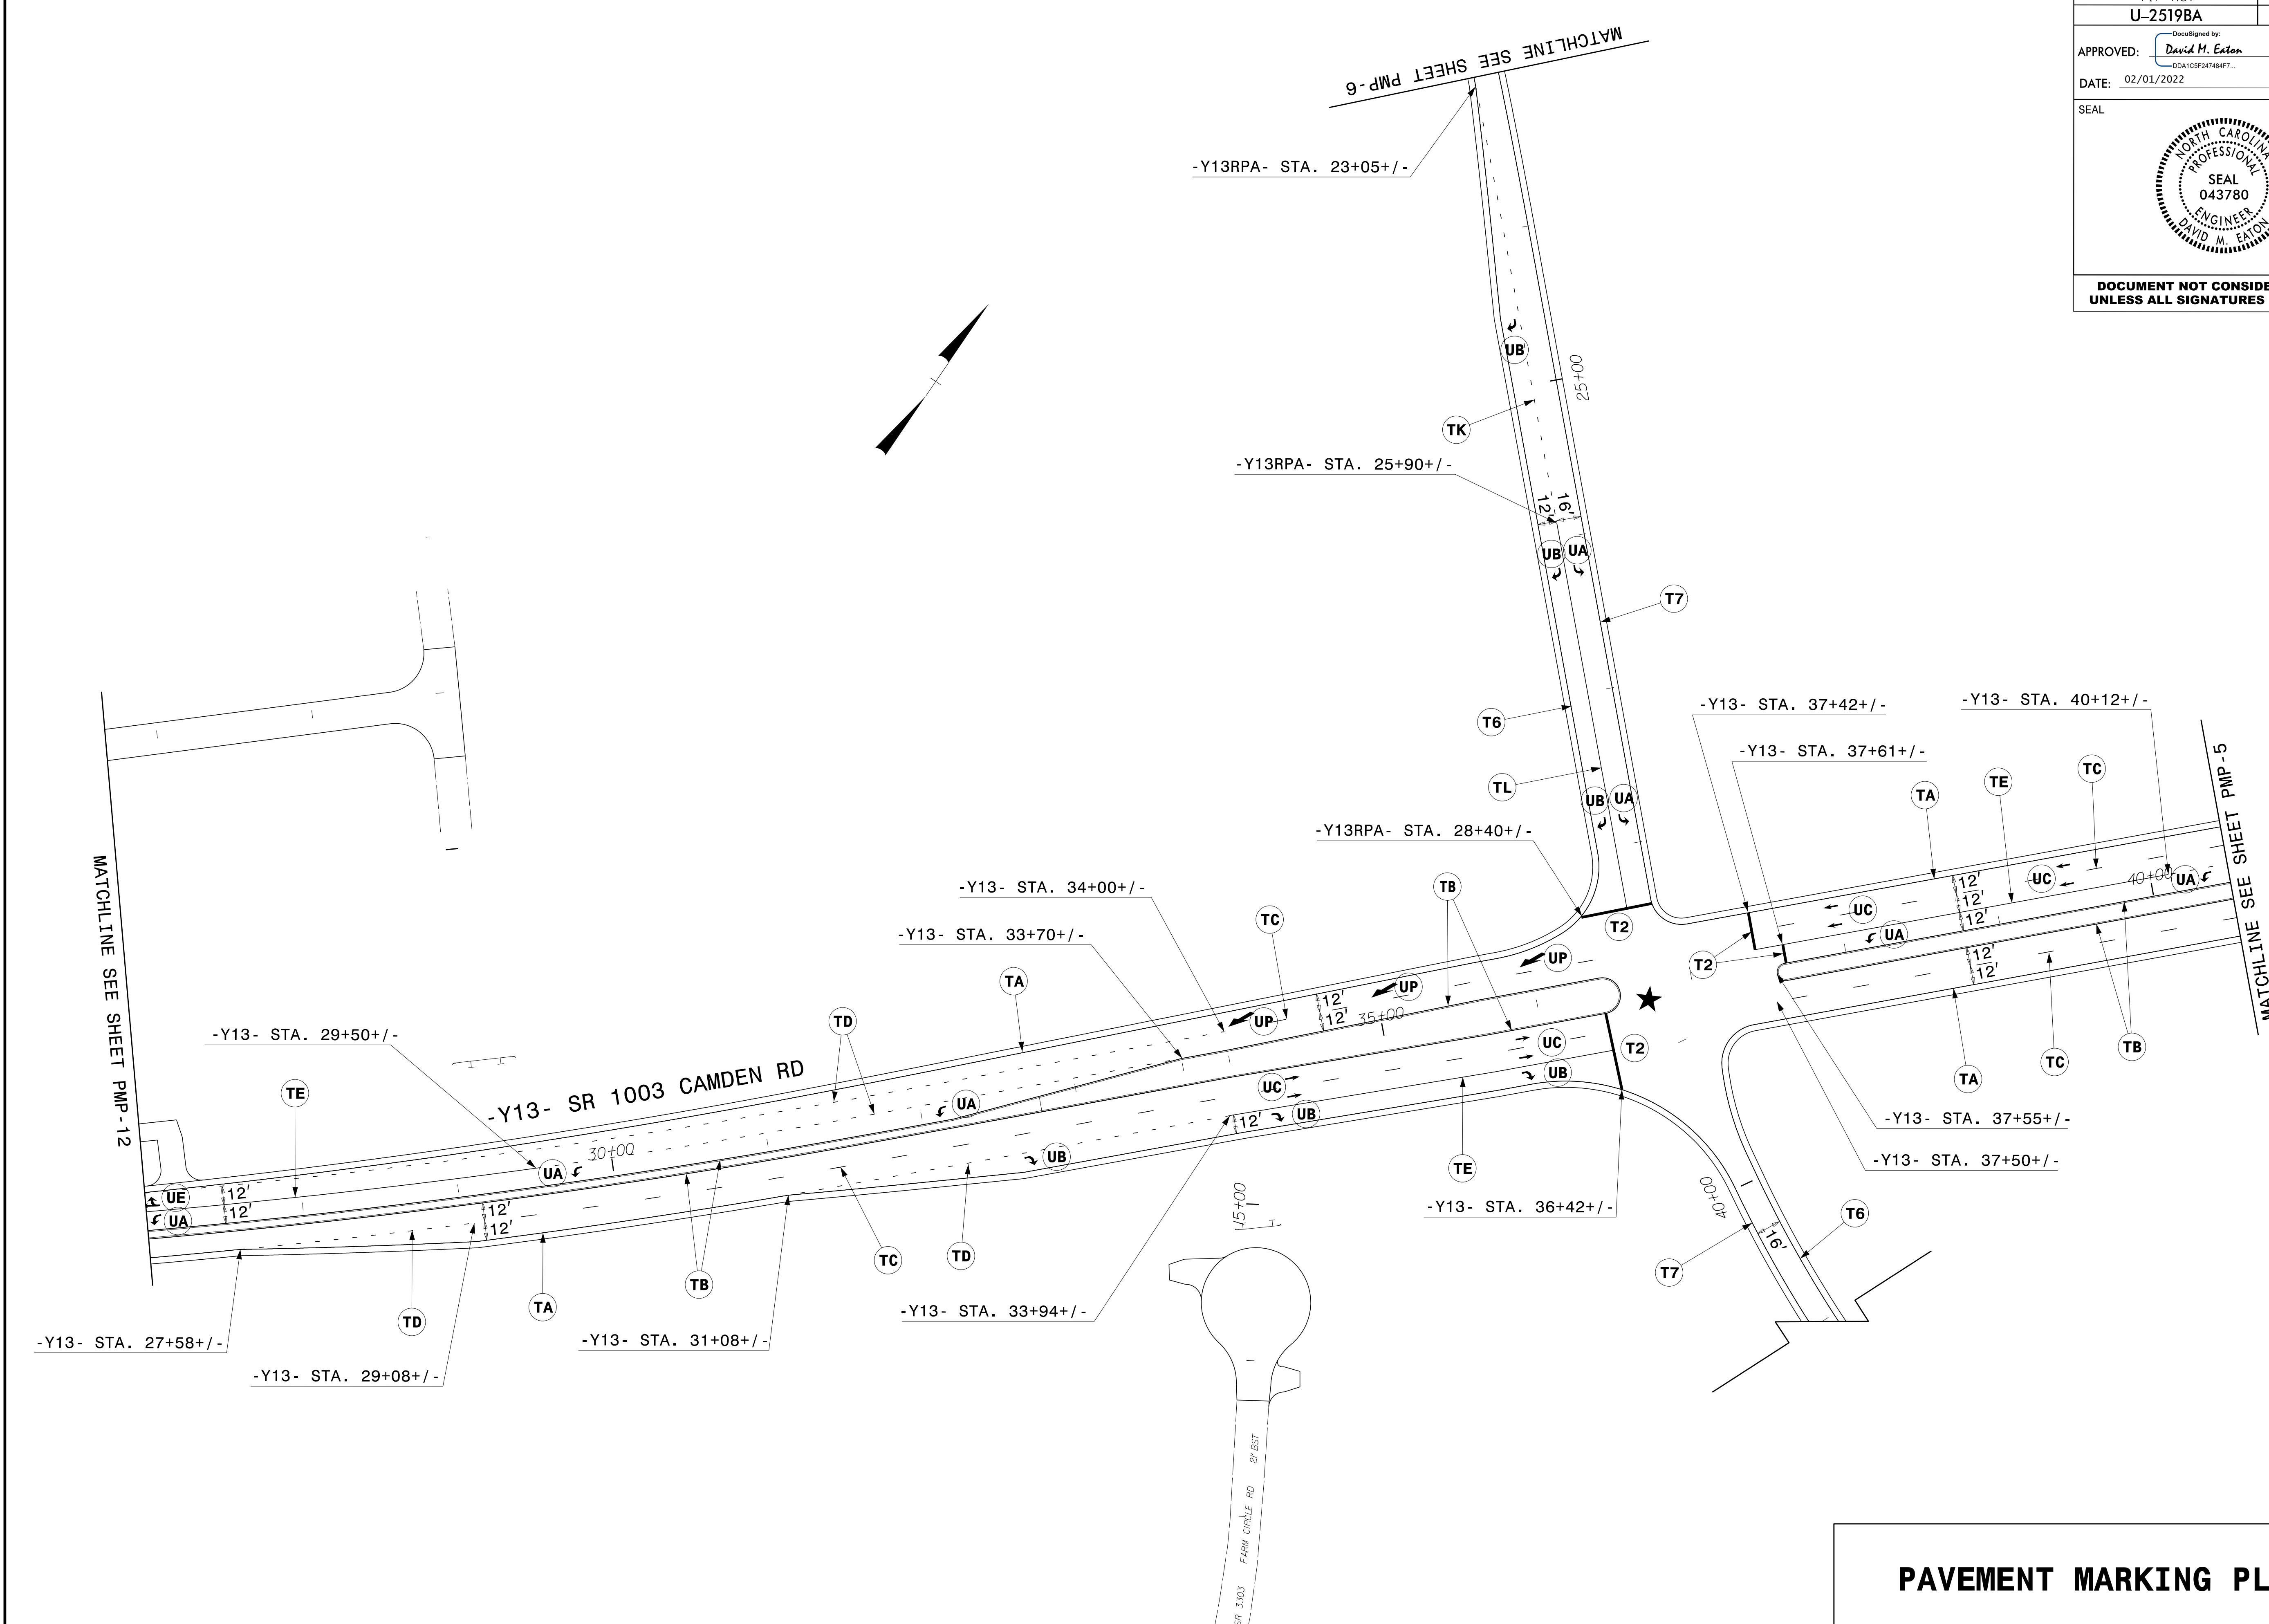 U-2519BA
DocuSigned by:
APPROVED: David M. Eaton
DDA1C5F247484F7...
DATE: 02/01/2022
SEAL
NORTH CAROLINA
PROFESSIONAL
SEAL
043780
ENGINEER
DAVID M. EATON
DOCUMENT NOT CONSIDE
UNLESS ALL SIGNATURES
MATCHLINE SEE SHEET PMP-6
-Y13RPA- STA. 23+05+/-
UB
25+00
TK
-Y13RPA- STA. 25+90+/-
12' 16'
UB UA
T7
T6
TL
UB UA
-Y13RPA- STA. 28+40+/-
T2
-Y13- STA. 37+42+/-
-Y13- STA. 40+12+/-
-Y13- STA. 37+61+/-
TA
TE
TC
MATCHLINE SEE SHEET PMP-5
UC
40+00
UA
12'
12'
12'
UC
UA
T2
12'
12'
TA
TC
TB
-Y13- STA. 37+55+/-
-Y13- STA. 37+50+/-
MATCHLINE SEE SHEET PMP-12
-Y13- STA. 34+00+/-
TC
TB
-Y13- STA. 33+70+/-
TA
UP
UP
UP
12'
12'
35+00
TD
-Y13- STA. 29+50+/-
TE
-Y13- SR 1003 CAMDEN RD
UA
UC
UC
T2
UB
UB
12'
30+00
UA
UB
UE
UA
12'
12'
12'
12'
TE
-Y13- STA. 36+42+/-
40+00
T6
16'
T7
15+00
TC
TD
TB
TA
TD
-Y13- STA. 33+94+/-
-Y13- STA. 27+58+/-
-Y13- STA. 31+08+/-
-Y13- STA. 29+08+/-
SR 3303 FARM CIRCLE RD 21' BST
PAVEMENT MARKING PL